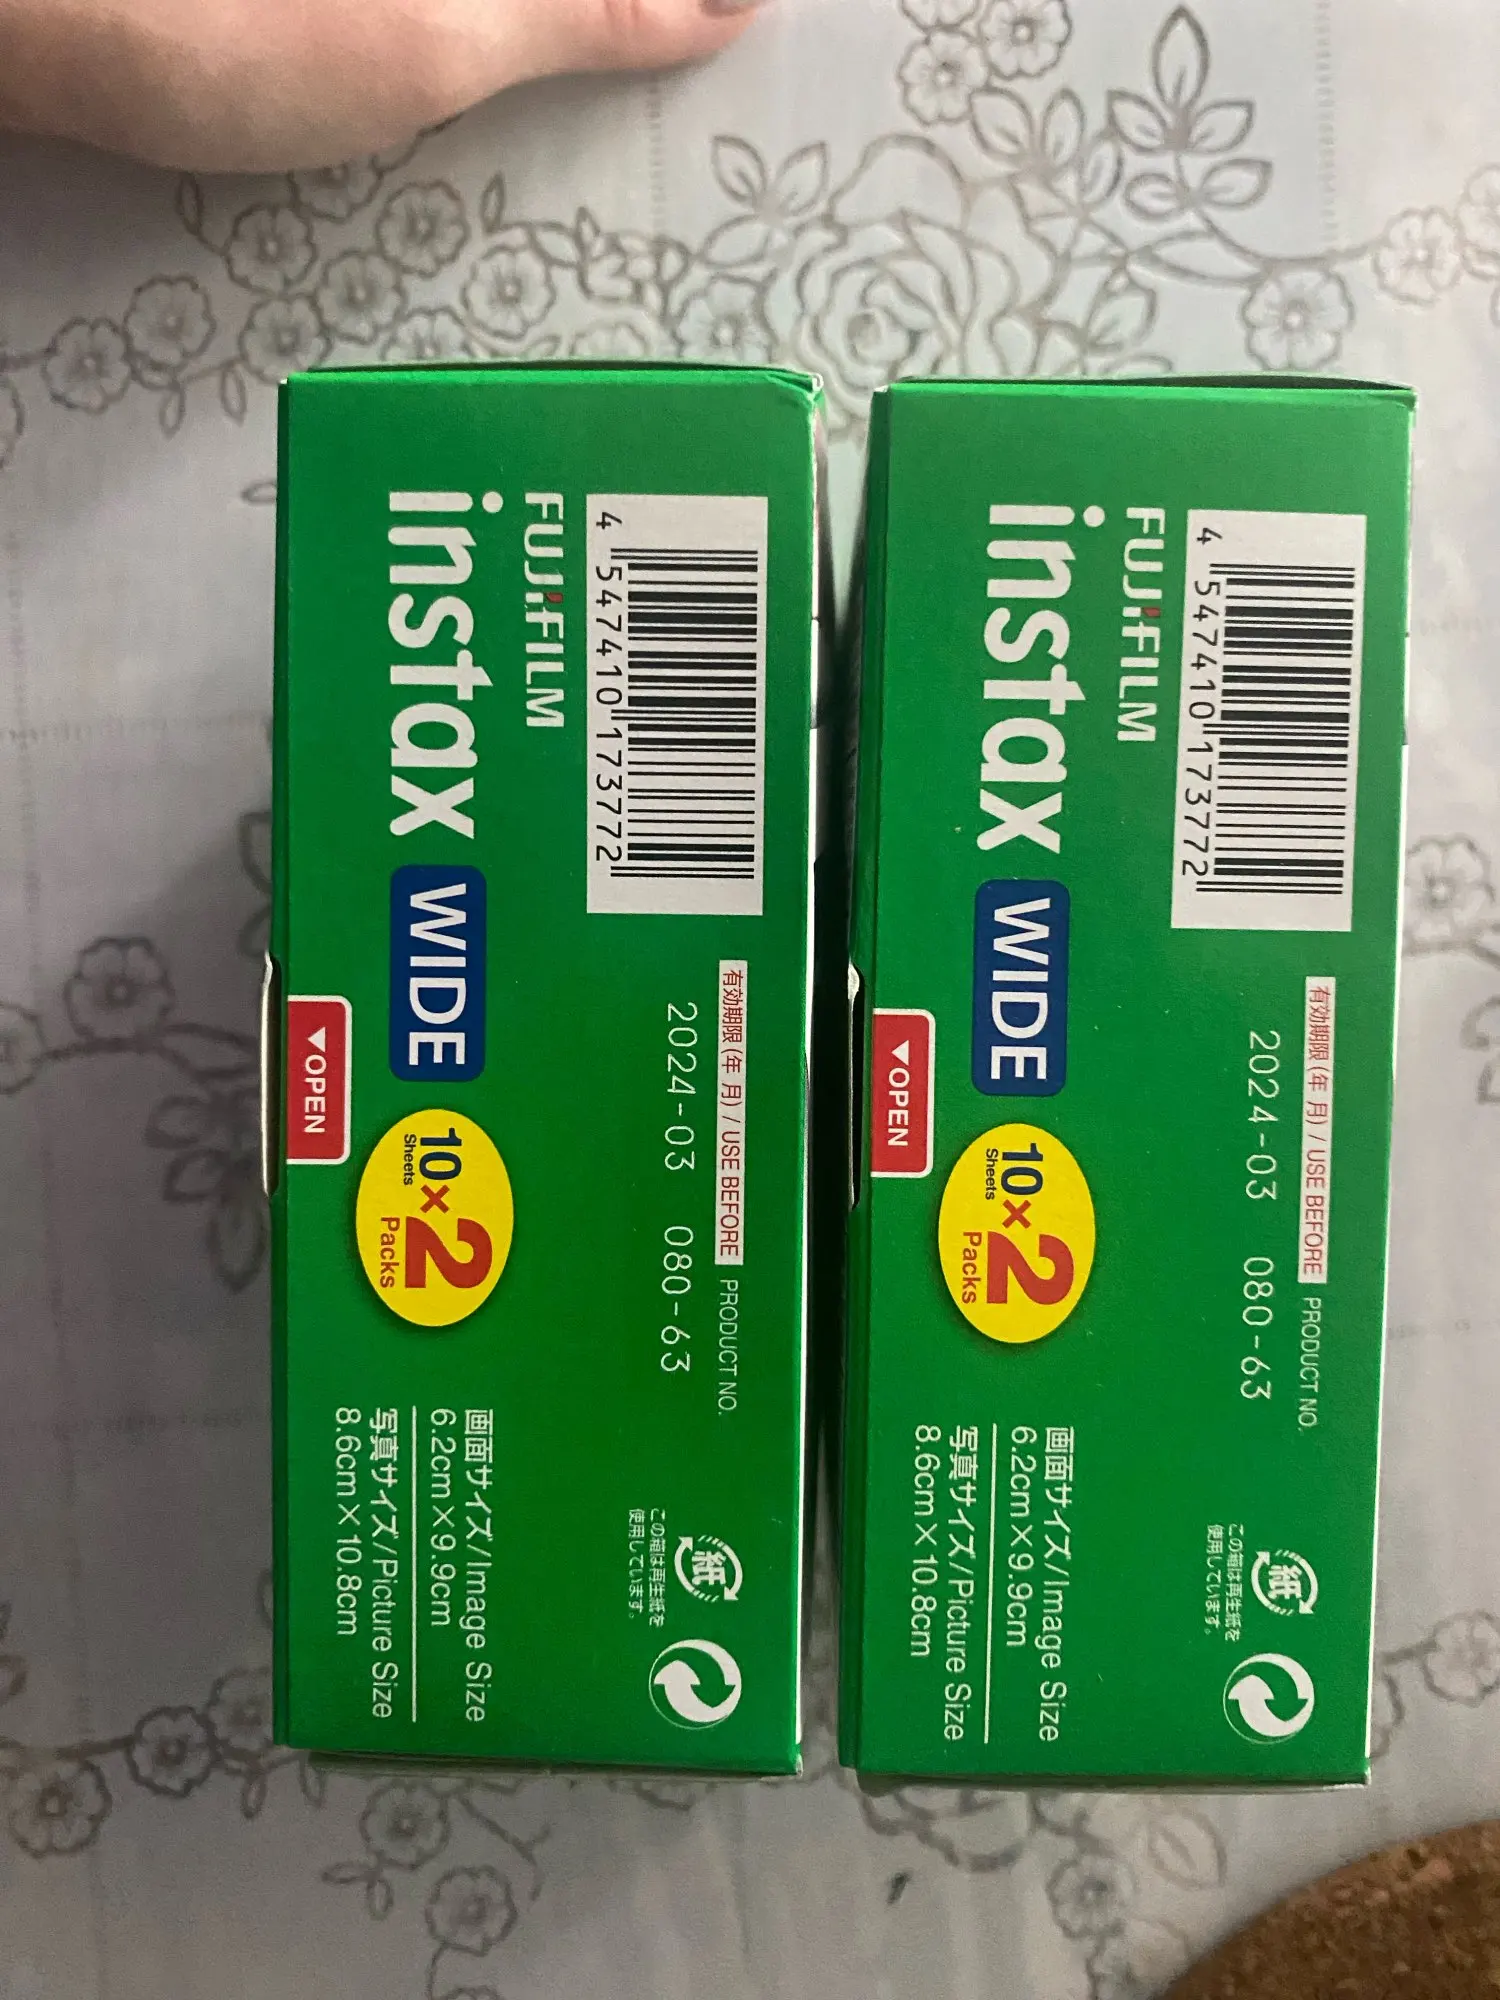 4 547410 173772
FUJIFILM
instax WIDE
10 × 2
Sheets Packs
▼OPEN
有効期限 (年 月) / USE BEFORE PRODUCT NO.
2024-03 080-63
画面サイズ/Image Size
6.2cm×9.9cm
写真サイズ/Picture Size
8.6cm×10.8cm
紙
この箱は再生紙を
使用しています。
4 547410 173772
FUJIFILM
instax WIDE
10 × 2
Sheets Packs
▼OPEN
有効期限 (年 月) / USE BEFORE PRODUCT NO.
2024-03 080-63
画面サイズ/Image Size
6.2cm×9.9cm
写真サイズ/Picture Size
8.6cm×10.8cm
紙
この箱は再生紙を
使用しています。